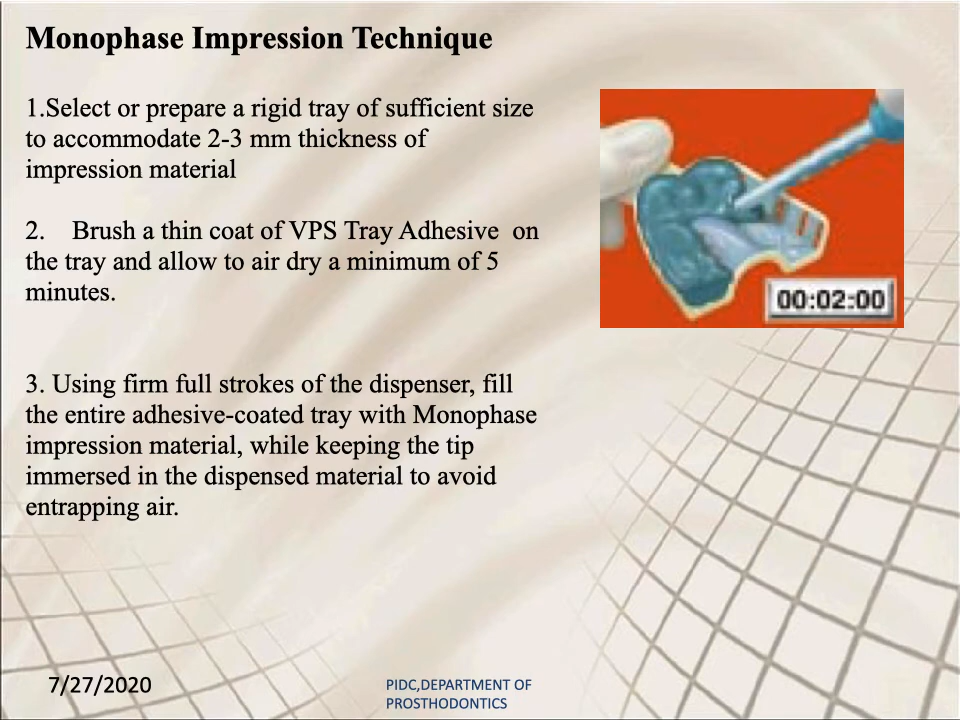 Monophase Impression Technique
1.Select or prepare a rigid tray of sufficient size
to accommodate 2-3 mm thickness of
impression material
2. Brush a thin coat of VPS Tray Adhesive on
the tray and allow to air dry a minimum of 5
minutes.
3. Using firm full strokes of the dispenser, fill
the entire adhesive-coated tray with Monophase
impression material, while keeping the tip
immersed in the dispensed material to avoid
entrapping air.
00:02:00
7/27/2020
PIDC,DEPARTMENT OF
PROSTHODONTICS